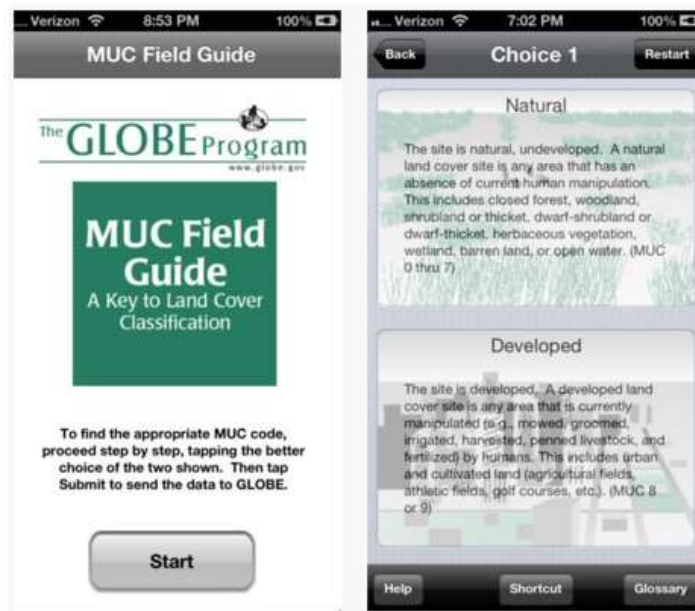 Verizon 8:53 PM 100%
MUC Field Guide
The GLOBE Program
www.globe.gov
MUC Field
Guide
A Key to Land Cover
Classification
To find the appropriate MUC code,
proceed step by step, tapping the better
choice of the two shown. Then tap
Submit to send the data to GLOBE.
Start
Verizon 7:02 PM 100%
Back Choice 1 Restart
Natural
The site is natural, undeveloped. A natural
land cover site is any area that has an
absence of current human manipulation.
This includes closed forest, woodland,
shrubland or thicket, dwarf-shrubland or
dwarf-thicket, herbaceous vegetation,
wetland, barren land, or open water. (MUC
0 thru 7)
Developed
The site is developed. A developed land
cover site is any area that is currently
manipulated (e.g., mowed, groomed,
irrigated, harvested, penned livestock, and
fertilized) by humans. This includes urban
and cultivated land (agricultural fields,
athletic fields, golf courses, etc.). (MUC 8
or 9)
Help Shortcut Glossary